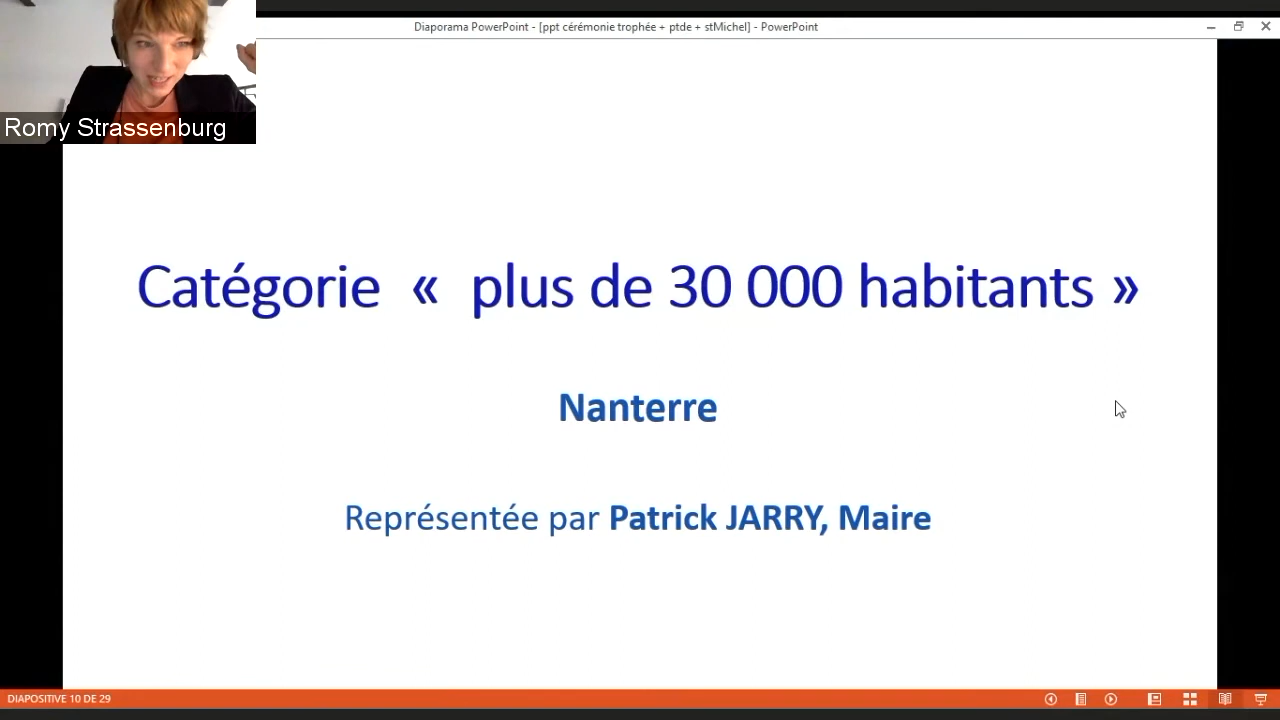 Diaporama PowerPoint - [ppt cérémonie trophée + ptde + stMichel] - PowerPoint
Romy Strassenburg
Catégorie « plus de 30 000 habitants »
Nanterre
Représentée par Patrick JARRY, Maire
DIAPOSITIVE 10 DE 29